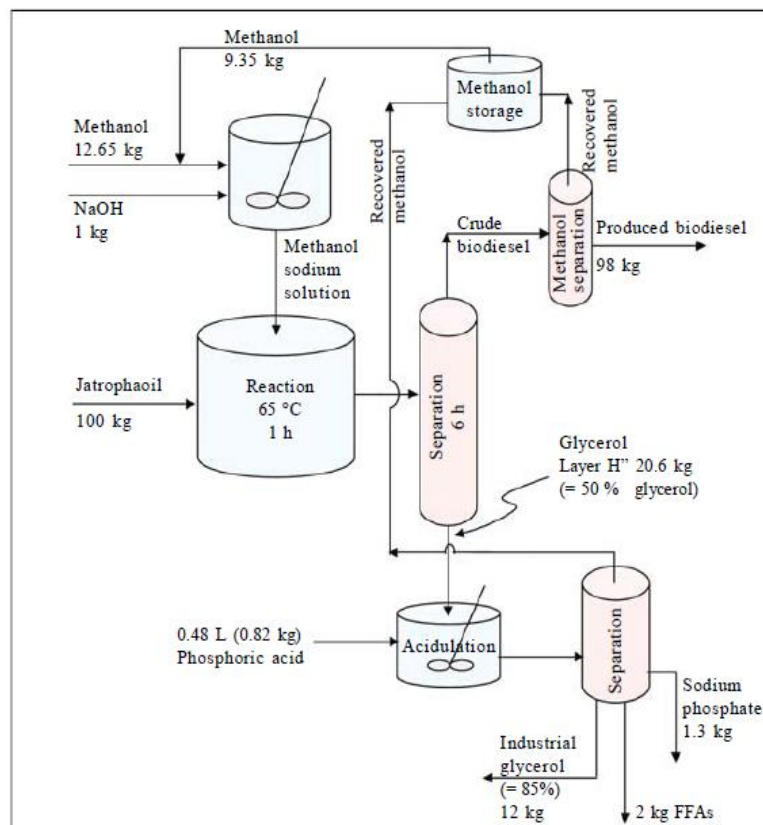 Methanol
9.35 kg
Methanol
storage
Recovered
methanol
Recovered
methanol
Methanol
12.65 kg
NaOH
1 kg
Crude
biodiesel
Methanol
separation
Produced biodiesel
98 kg
Methanol
sodium
solution
Jatrophaoil
100 kg
Reaction
65 °C
1 h
Separation
6 h
Glycerol
Layer H” 20.6 kg
(= 50 % glycerol)
0.48 L (0.82 kg)
Phosphoric acid
Acidulation
Separation
Sodium
phosphate
1.3 kg
Industrial
glycerol
(= 85%)
12 kg
2 kg FFAs